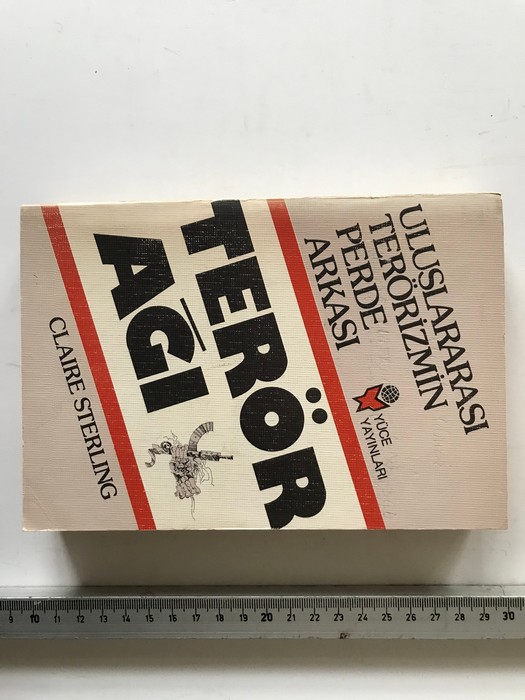 ULUSLARARASI
TERÖRİZMİN
PERDE
ARKASI
YÜCE
YAYINLARI
TERÖR
AĞI
CLAIRE STERLING
9 10 11 12 13 14 15 16 17 18 19 20 21 22 23 24 25 26 27 28 29 30